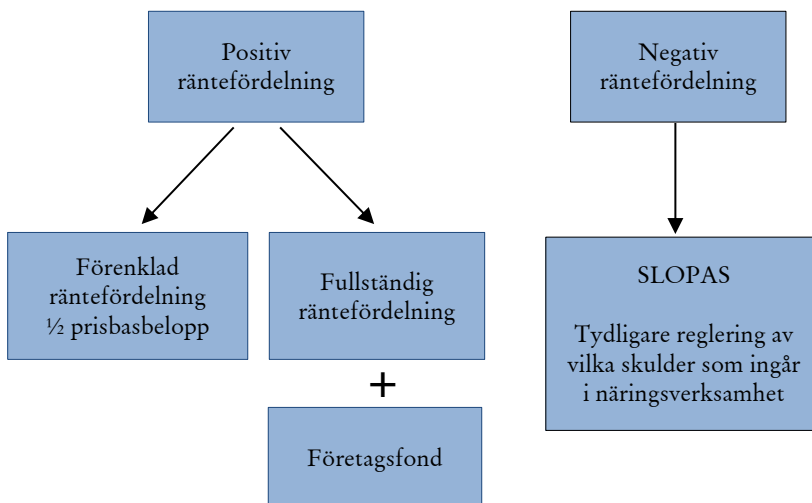 Positiv
räntefördelning
Negativ
räntefördelning
Förenklad
räntefördelning
½ prisbasbelopp
Fullständig
räntefördelning
+
Företagsfond
SLOPAS
Tydligare reglering av
vilka skulder som ingår
i näringsverksamhet